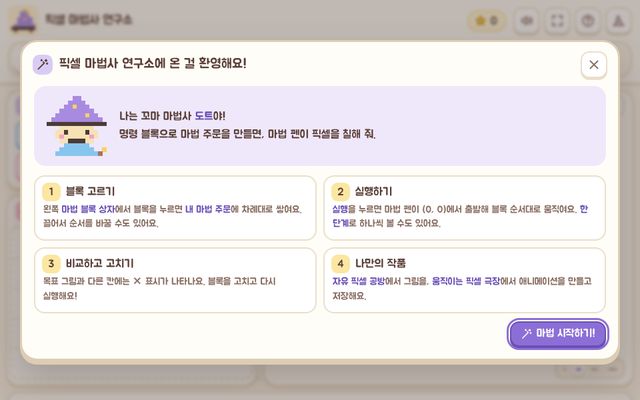 픽셀 마법사 연구소
0
픽셀 마법사 연구소에 온 걸 환영해요!
나는 꼬마 마법사 도트야!
명령 블록으로 마법 주문을 만들면, 마법 펜이 픽셀을 칠해 줘.
1 블록 고르기
왼쪽 마법 블록 상자에서 블록을 누르면 내 마법 주문에 차례대로 쌓여요.
끌어서 순서를 바꿀 수도 있어요.
2 실행하기
실행을 누르면 마법 펜이 (0, 0)에서 출발해 블록 순서대로 움직여요. 한
단계로 하나씩 볼 수도 있어요.
3 비교하고 고치기
목표 그림과 다른 칸에는 ✕ 표시가 나타나요. 블록을 고치고 다시
실행해요!
4 나만의 작품
자유 픽셀 공방에서 그림을, 움직이는 픽셀 극장에서 애니메이션을 만들고
저장해요.
마법 시작하기!